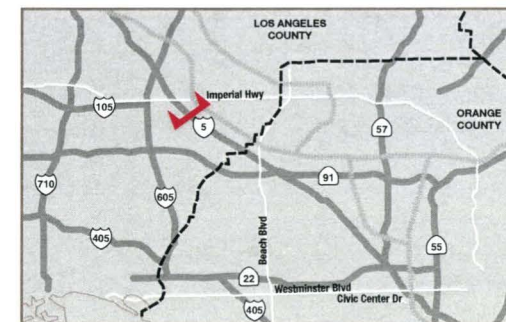 LOS ANGELES
COUNTY
Imperial Hwy
105
5
ORANGE
COUNTY
57
91
710
605
405
Beach Blvd
55
22
Westminster Blvd
Civic Center Dr
405